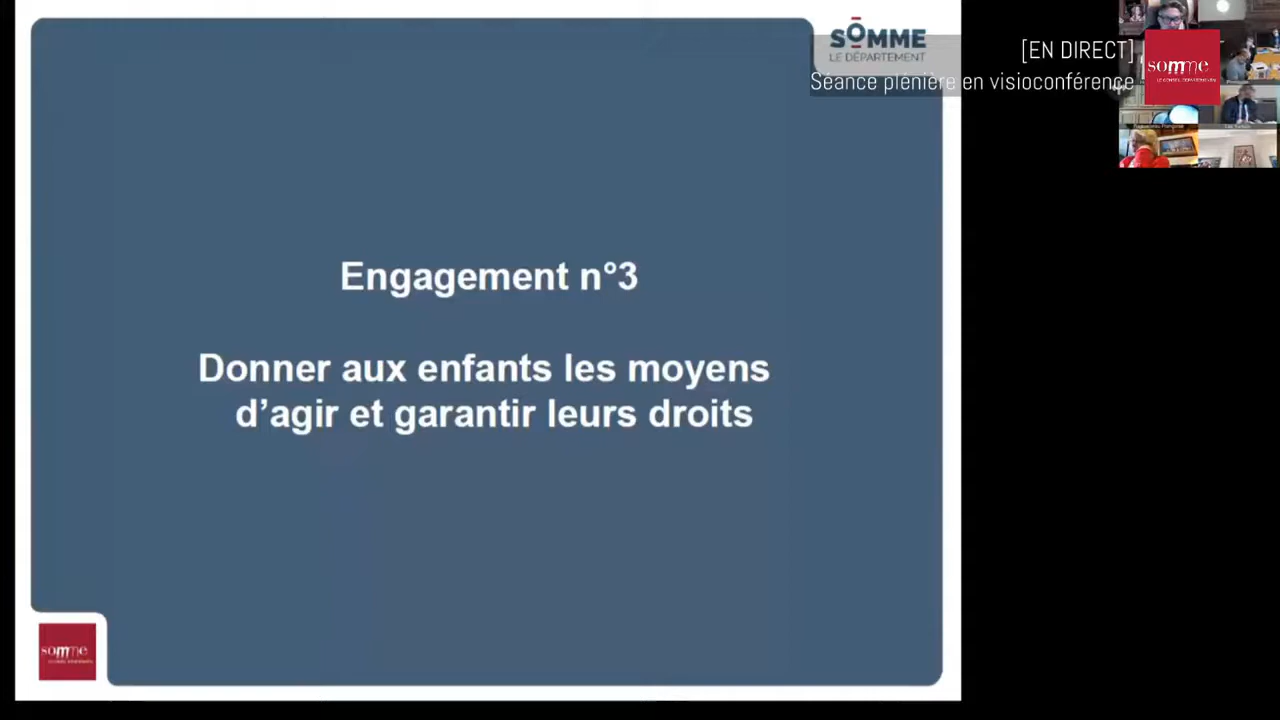 SOMME
LE DÉPARTEMENT
[EN DIRECT]
Séance plénière en visioconférence
somme
Engagement n°3
Donner aux enfants les moyens
d’agir et garantir leurs droits
somme